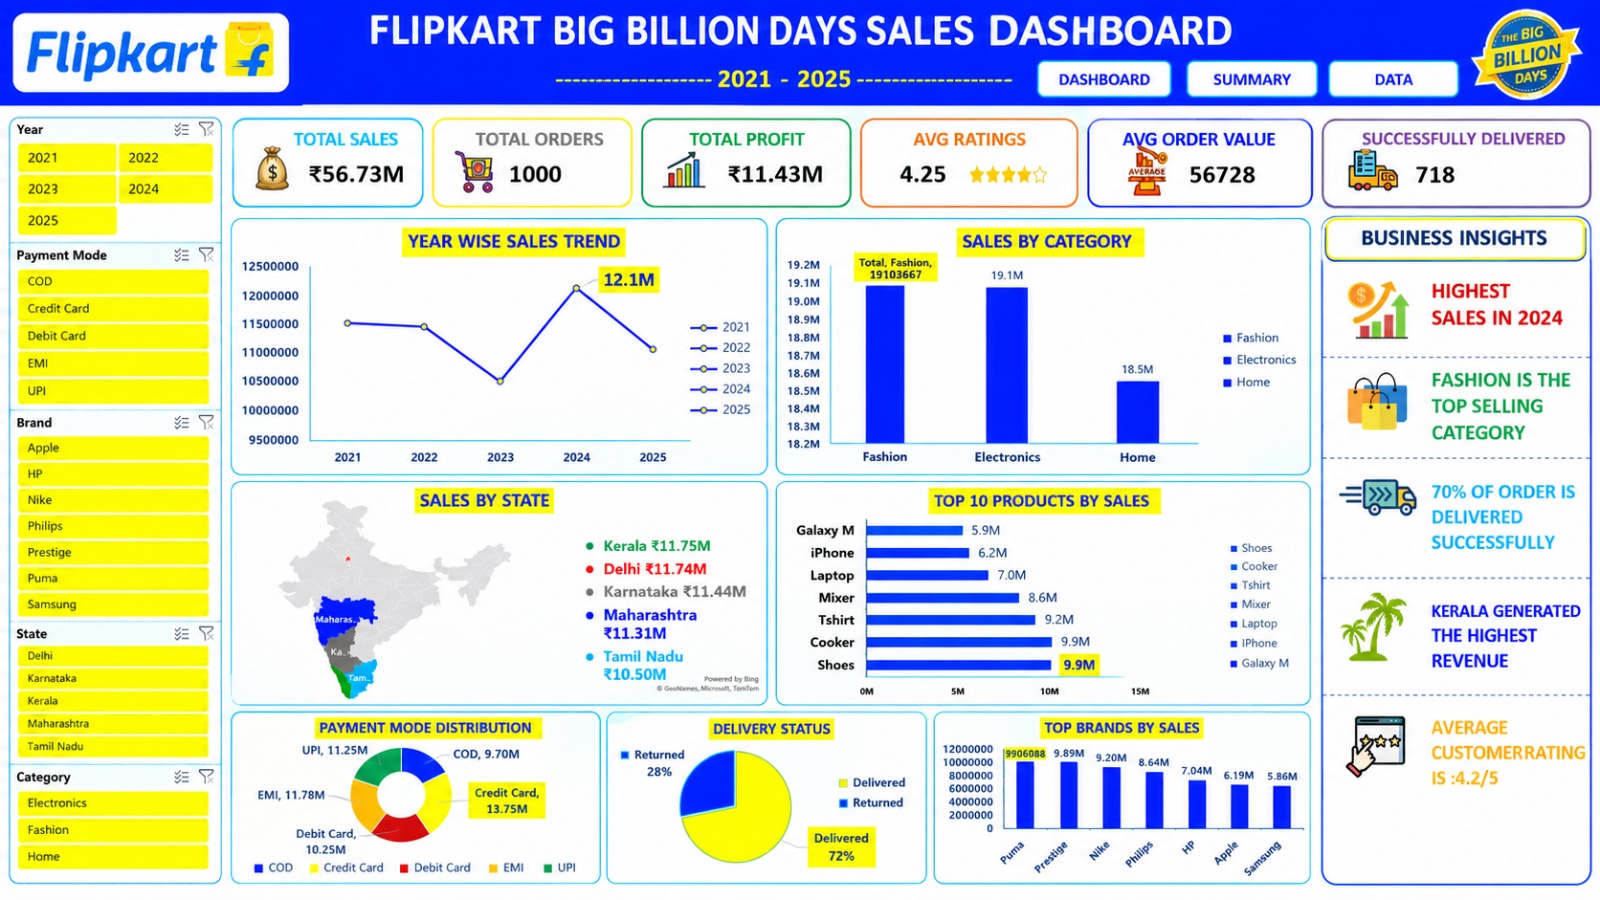 Flipkart
FLIPKART BIG BILLION DAYS SALES DASHBOARD
------------------- 2021 - 2025 -------------------
DASHBOARD
SUMMARY
DATA
THE BIG
BILLION
DAYS
Year
2021
2022
2023
2024
2025
Payment Mode
COD
Credit Card
Debit Card
EMI
UPI
Brand
Apple
HP
Nike
Philips
Prestige
Puma
Samsung
State
Delhi
Karnataka
Kerala
Maharashtra
Tamil Nadu
Category
Electronics
Fashion
Home
TOTAL SALES
₹56.73M
TOTAL ORDERS
1000
TOTAL PROFIT
₹11.43M
AVG RATINGS
4.25
AVG ORDER VALUE
AVERAGE
56728
SUCCESSFULLY DELIVERED
718
YEAR WISE SALES TREND
12500000
12000000
11500000
11000000
10500000
10000000
9500000
12.1M
2021
2022
2023
2024
2025
2021
2022
2023
2024
2025
SALES BY CATEGORY
19.2M
19.1M
19.0M
18.9M
18.8M
18.7M
18.6M
18.5M
18.4M
18.3M
18.2M
Total, Fashion,
19103667
19.1M
18.5M
Fashion
Electronics
Home
Fashion
Electronics
Home
SALES BY STATE
Maharas...
Ka...
Tam...
Kerala ₹11.75M
Delhi ₹11.74M
Karnataka ₹11.44M
Maharashtra
₹11.31M
Tamil Nadu
₹10.50M
Powered by Bing
© GeoNames, Microsoft, TomTom
TOP 10 PRODUCTS BY SALES
Galaxy M 5.9M
iPhone 6.2M
Laptop 7.0M
Mixer 8.6M
Tshirt 9.2M
Cooker 9.9M
Shoes 9.9M
0M
5M
10M
15M
Shoes
Cooker
Tshirt
Mixer
Laptop
IPhone
Galaxy M
PAYMENT MODE DISTRIBUTION
UPI, 11.25M
COD, 9.70M
EMI, 11.78M
Credit Card,
13.75M
Debit Card,
10.25M
COD
Credit Card
Debit Card
EMI
UPI
DELIVERY STATUS
Returned
28%
Delivered
Returned
Delivered
72%
TOP BRANDS BY SALES
12000000
10000000
8000000
6000000
4000000
2000000
0
9906088
9.89M
9.20M
8.64M
7.04M
6.19M
5.86M
Puma
Prestige
Nike
Philips
HP
Apple
Samsung
BUSINESS INSIGHTS
HIGHEST
SALES IN 2024
FASHION IS THE
TOP SELLING
CATEGORY
70% OF ORDER IS
DELIVERED
SUCCESSFULLY
KERALA GENERATED
THE HIGHEST
REVENUE
AVERAGE
CUSTOMERRATING
IS :4.2/5